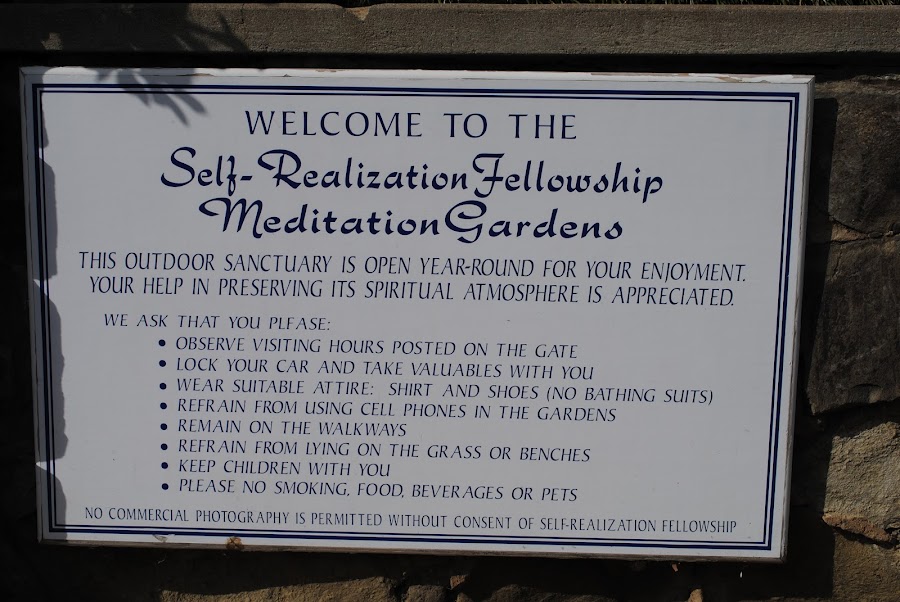 WELCOME TO THE
Self-Realization Fellowship
Meditation Gardens
THIS OUTDOOR SANCTUARY IS OPEN YEAR-ROUND FOR YOUR ENJOYMENT.
YOUR HELP IN PRESERVING ITS SPIRITUAL ATMOSPHERE IS APPRECIATED.
WE ASK THAT YOU PLEASE:
• OBSERVE VISITING HOURS POSTED ON THE GATE
• LOCK YOUR CAR AND TAKE VALUABLES WITH YOU
• WEAR SUITABLE ATTIRE: SHIRT AND SHOES (NO BATHING SUITS)
• REFRAIN FROM USING CELL PHONES IN THE GARDENS
• REMAIN ON THE WALKWAYS
• REFRAIN FROM LYING ON THE GRASS OR BENCHES
• KEEP CHILDREN WITH YOU
• PLEASE NO SMOKING, FOOD, BEVERAGES OR PETS
NO COMMERCIAL PHOTOGRAPHY IS PERMITTED WITHOUT CONSENT OF SELF-REALIZATION FELLOWSHIP